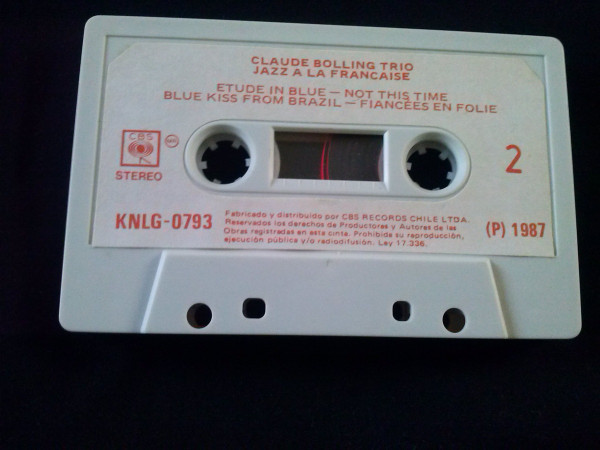 CLAUDE BOLLING TRIO
JAZZ A LA FRANCAISE
ETUDE IN BLUE — NOT THIS TIME
BLUE KISS FROM BRAZIL — FIANCÉES EN FOLIE
CBS
STEREO
2
KNLG-0793
Fabricado y distribuido por CBS RECORDS CHILE LTDA.
Reservados los derechos de Productores y Autores de las
Obras registradas en esta cinta. Prohibida su reproducción,
ejecución pública y/o radiodifusión. Ley 17.336.
(P) 1987